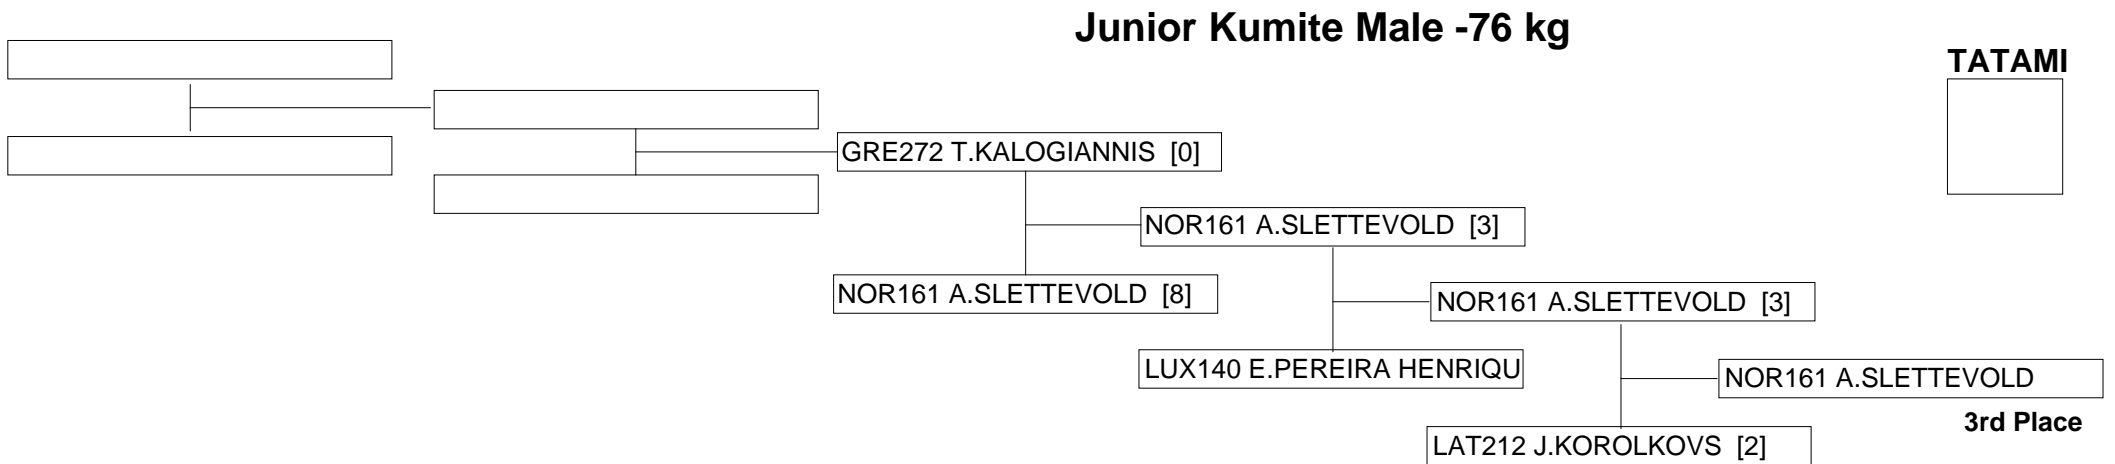 Junior Kumite Male -76 kg
TATAMI
GRE272 T.KALOGIANNIS [0]
NOR161 A.SLETTEVOLD [3]
NOR161 A.SLETTEVOLD [8]
NOR161 A.SLETTEVOLD [3]
LUX140 E.PEREIRA HENRIQU
NOR161 A.SLETTEVOLD
3rd Place
LAT212 J.KOROLKOVS [2]